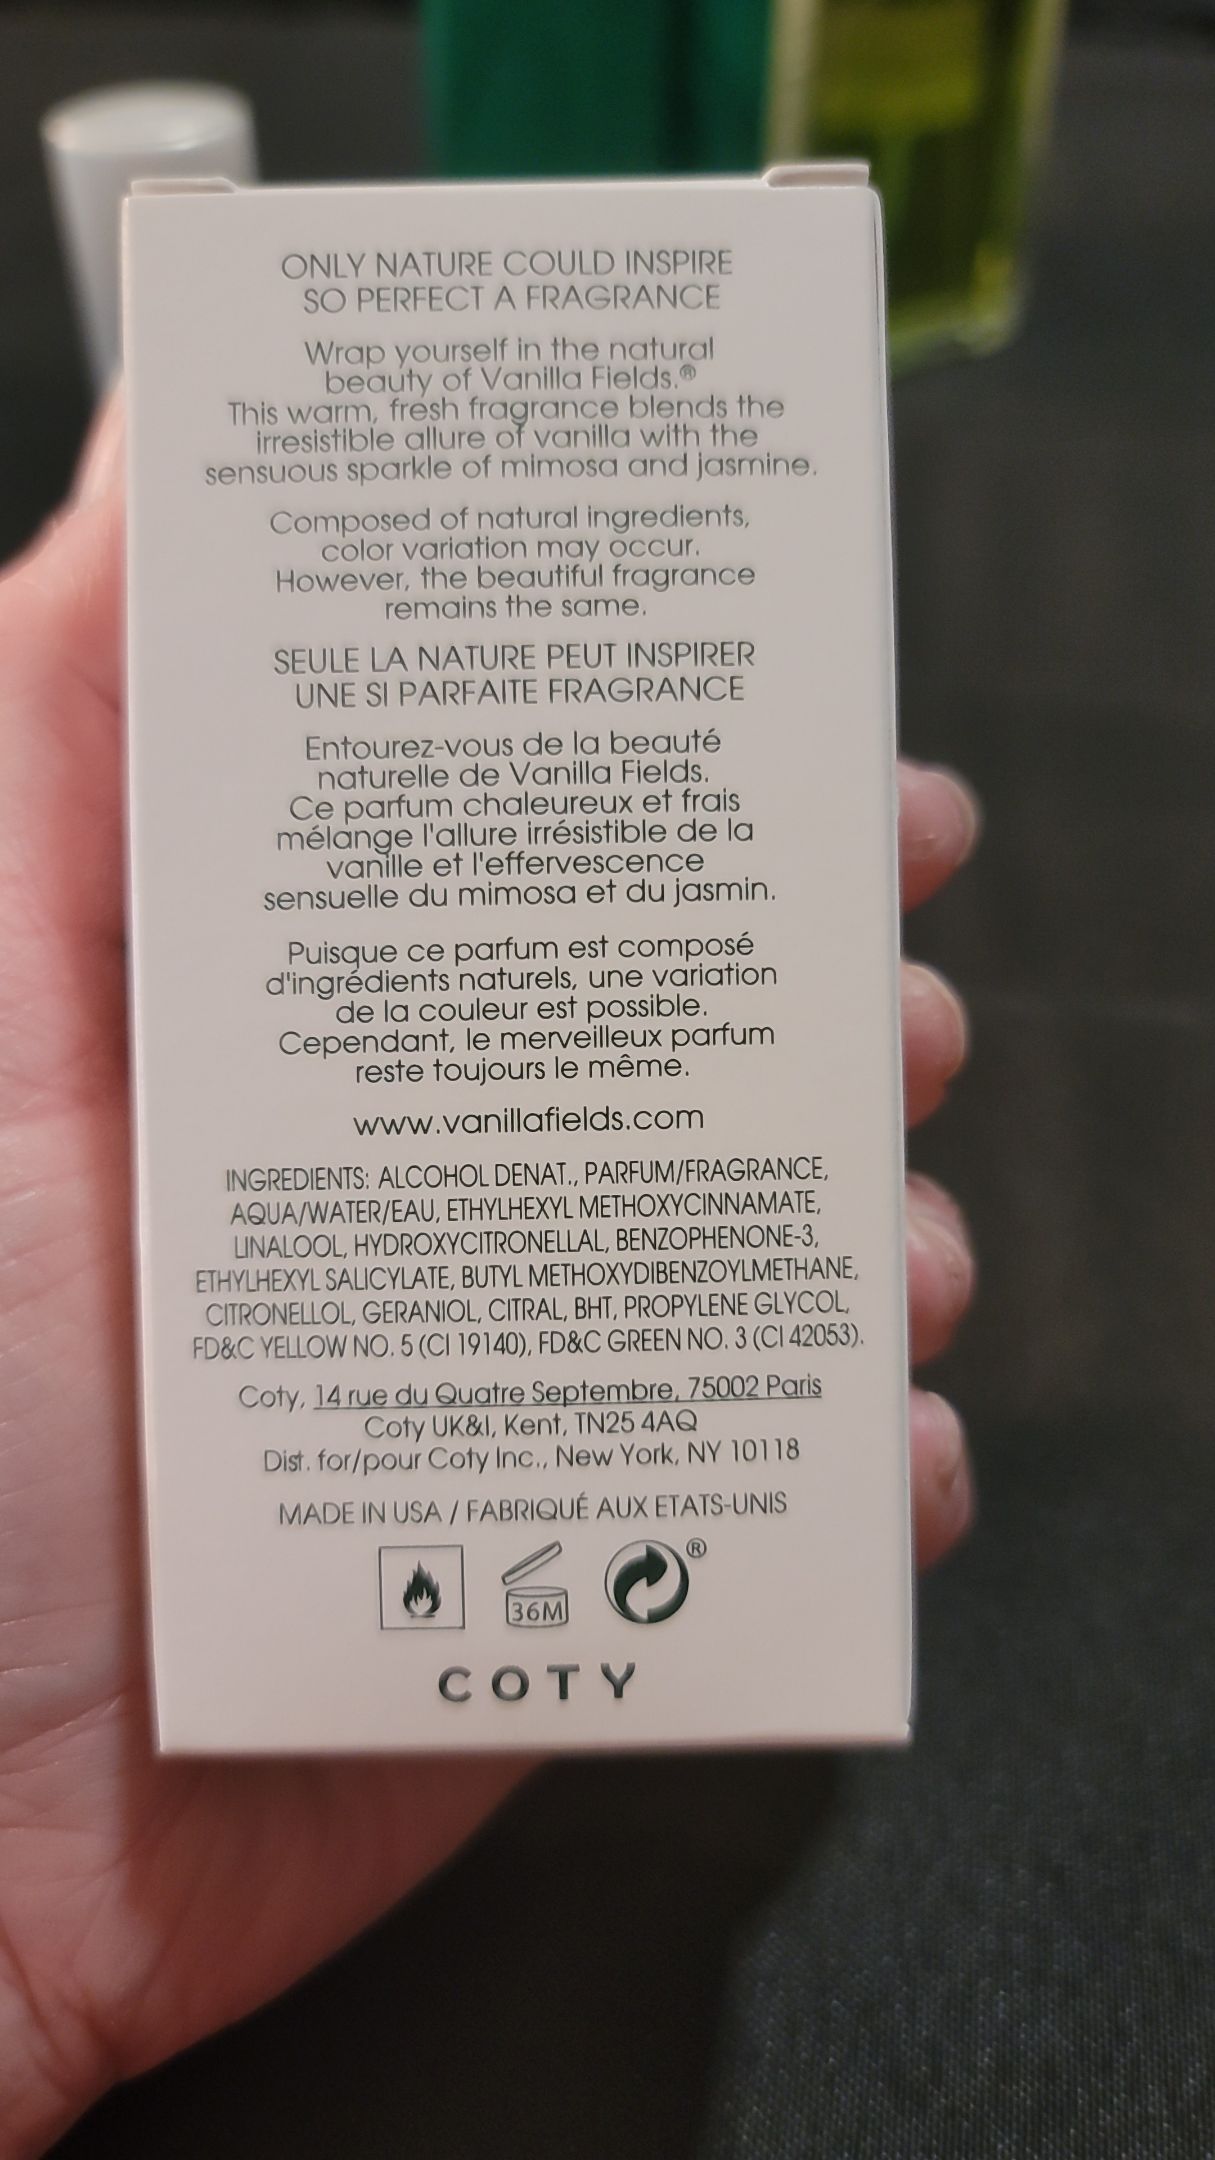 ONLY NATURE COULD INSPIRE
SO PERFECT A FRAGRANCE
Wrap yourself in the natural
beauty of Vanilla Fields.®
This warm, fresh fragrance blends the
irresistible allure of vanilla with the
sensuous sparkle of mimosa and jasmine.
Composed of natural ingredients,
color variation may occur.
However, the beautiful fragrance
remains the same.
SEULE LA NATURE PEUT INSPIRER
UNE SI PARFAITE FRAGRANCE
Entourez-vous de la beauté
naturelle de Vanilla Fields.
Ce parfum chaleureux et frais
mélange l'allure irrésistible de la
vanille et l'effervescence
sensuelle du mimosa et du jasmin.
Puisque ce parfum est composé
d'ingrédients naturels, une variation
de la couleur est possible.
Cependant, le merveilleux parfum
reste toujours le même.
www.vanillafields.com
INGREDIENTS: ALCOHOL DENAT., PARFUM/FRAGRANCE,
AQUA/WATER/EAU, ETHYLHEXYL METHOXYCINNAMATE,
LINALOOL, HYDROXYCITRONELLAL, BENZOPHENONE-3,
ETHYLHEXYL SALICYLATE, BUTYL METHOXYDIBENZOYLMETHANE,
CITRONELLOL, GERANIOL, CITRAL, BHT, PROPYLENE GLYCOL,
FD&C YELLOW NO. 5 (CI 19140), FD&C GREEN NO. 3 (CI 42053).
Coty, 14 rue du Quatre Septembre, 75002 Paris
Coty UK&I, Kent, TN25 4AQ
Dist. for/pour Coty Inc., New York, NY 10118
MADE IN USA / FABRIQUÉ AUX ETATS-UNIS
36M ®
COTY